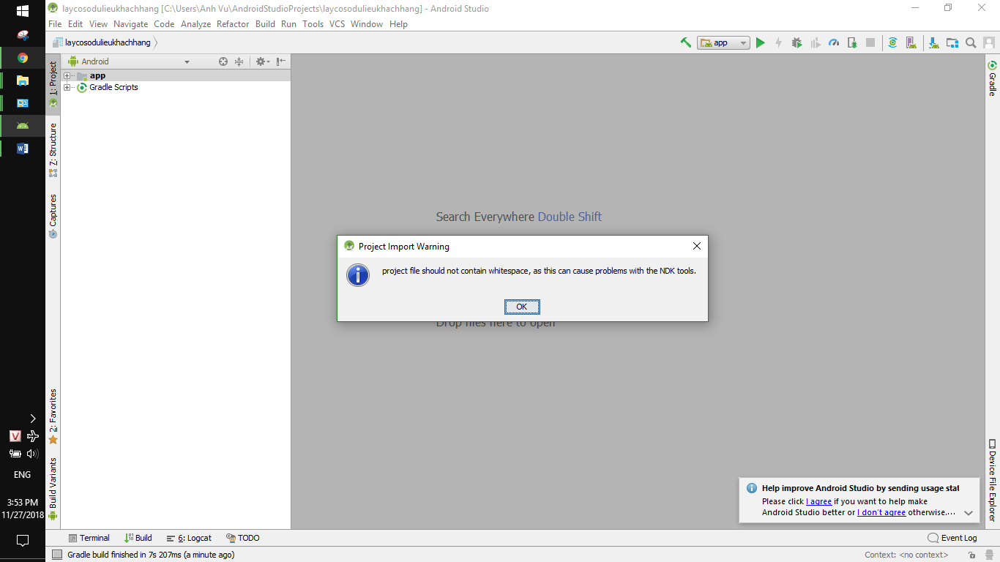 laycosodulieukhachhang [C:\Users\Anh Vu\AndroidStudioProjects\laycosodulieukhachhang] - Android Studio
File Edit View Navigate Code Analyze Refactor Build Run Tools VCS Window Help
laycosodulieukhachhang
app
1: Project
Android
app
Gradle Scripts
Gradle
7: Structure
Captures
Search Everywhere Double Shift
Project Import Warning
project file should not contain whitespace, as this can cause problems with the NDK tools.
OK
Drop files here to open
2: Favorites
Build Variants
V
ENG
3:53 PM
11/27/2018
Help improve Android Studio by sending usage stat
Please click I agree if you want to help make
Android Studio better or I don't agree otherwise....
Device File Explorer
Terminal Build 6: Logcat TODO
Event Log
Gradle build finished in 7s 207ms (a minute ago)
Context: <no context>